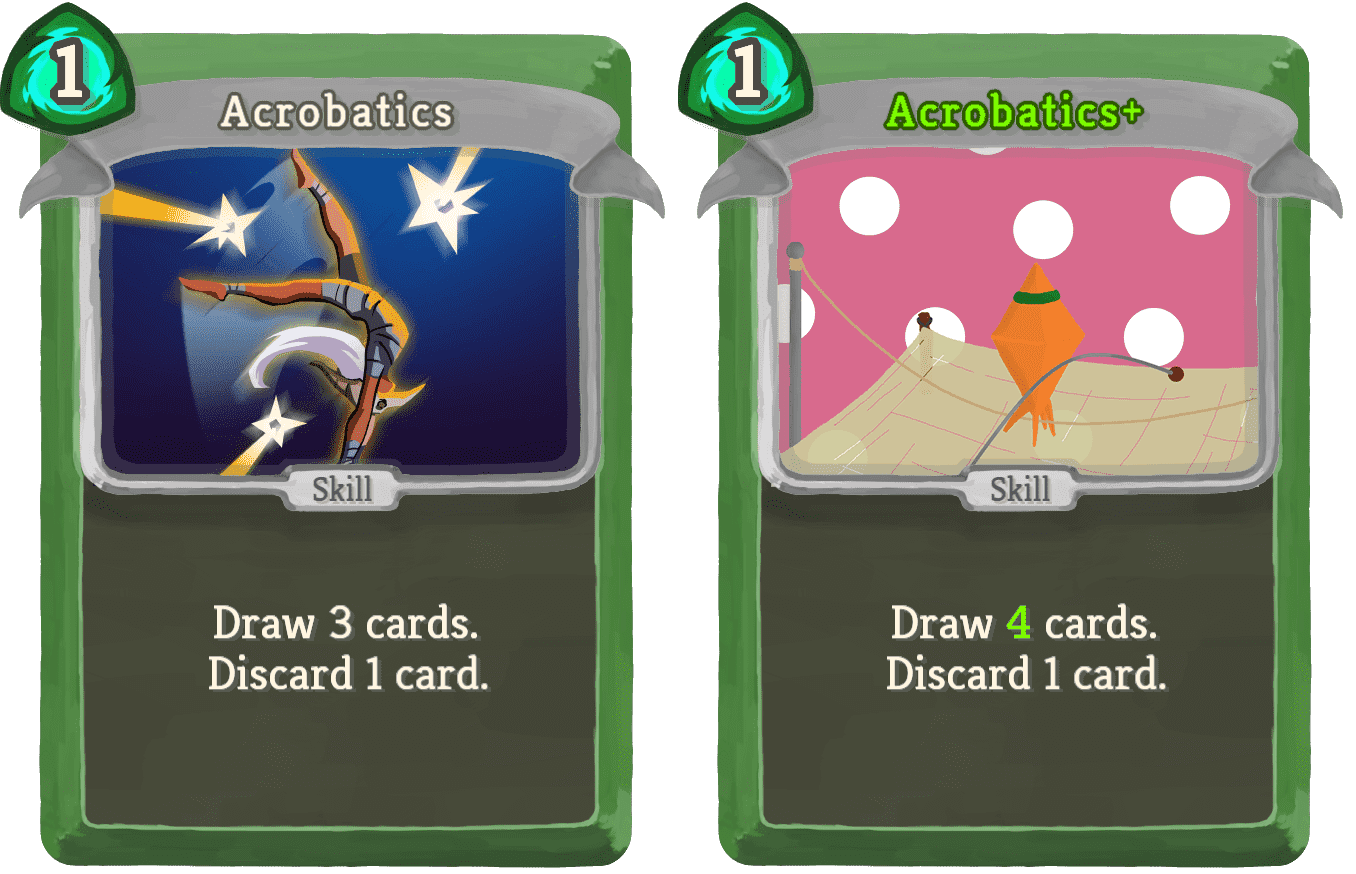 1
Acrobatics
Skill
Draw 3 cards.
Discard 1 card.
1
Acrobatics+
Skill
Draw 4 cards.
Discard 1 card.